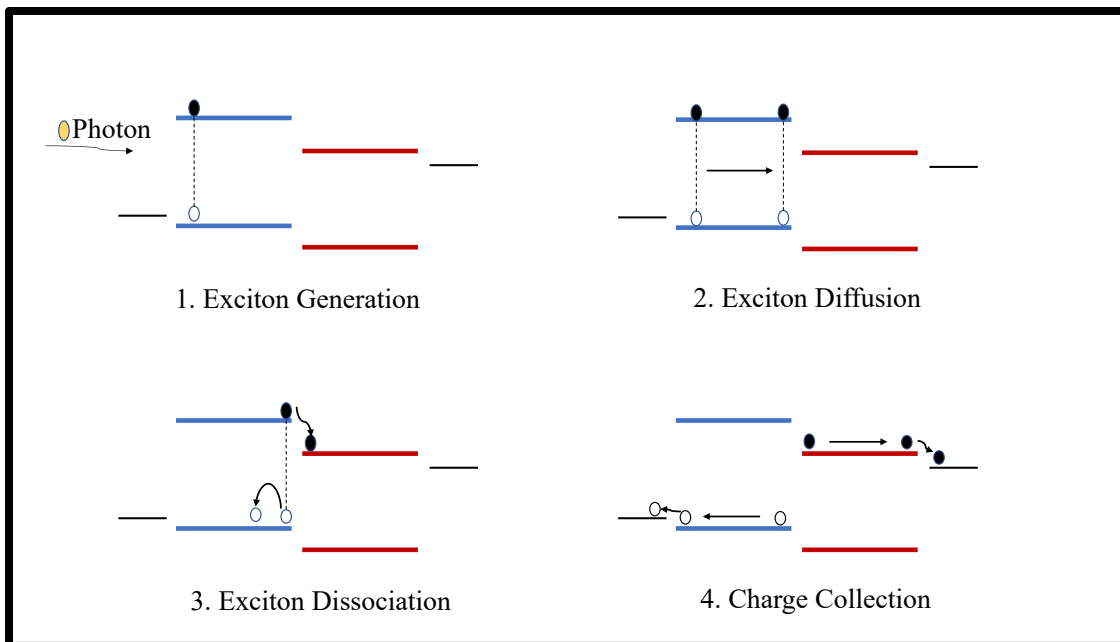 Photon
1. Exciton Generation
2. Exciton Diffusion
3. Exciton Dissociation
4. Charge Collection